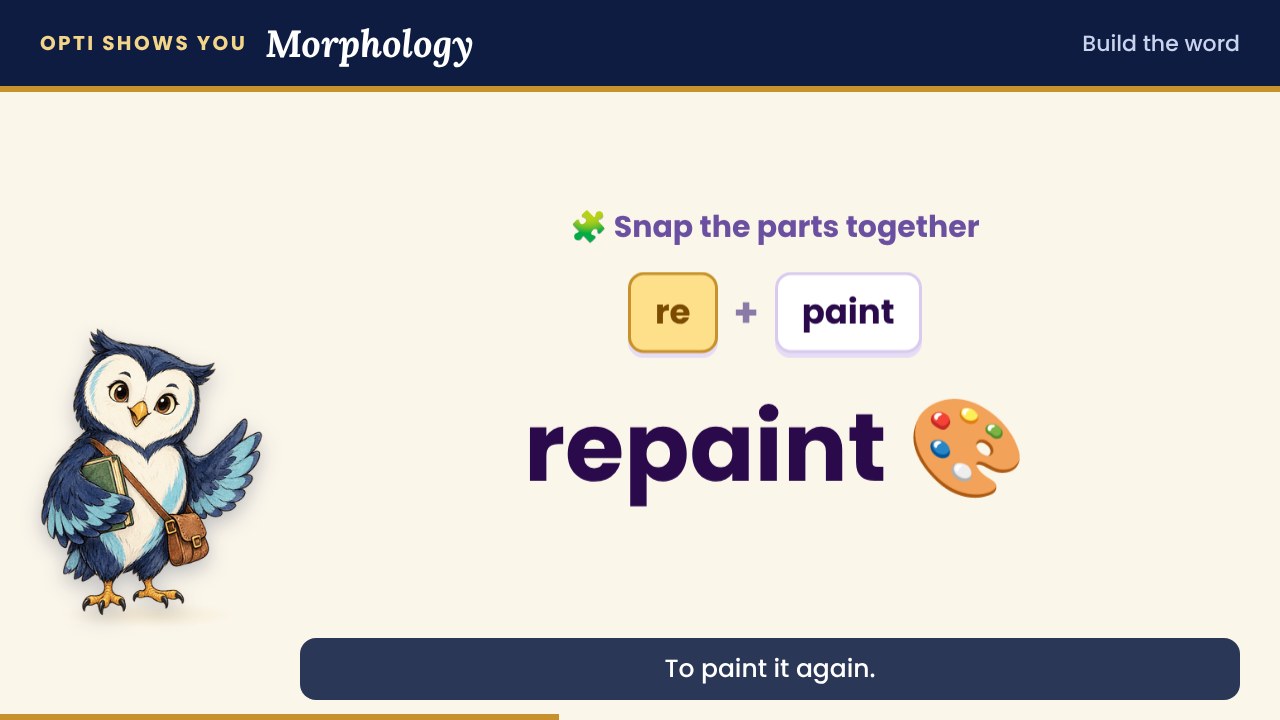 OPTI SHOWS YOU Morphology
Build the word
Snap the parts together
re + paint
repaint
To paint it again.